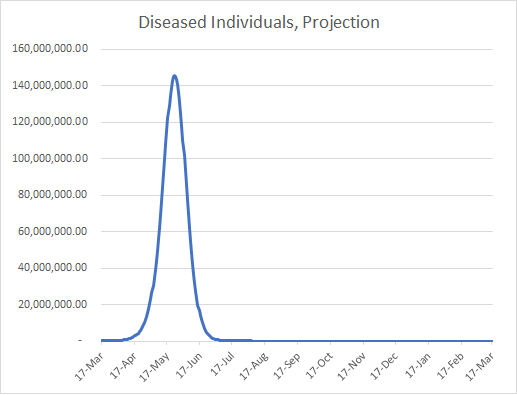 Diseased Individuals, Projection
160,000,000.00
140,000,000.00
120,000,000.00
100,000,000.00
80,000,000.00
60,000,000.00
40,000,000.00
20,000,000.00
-
17-Mar
17-Apr
17-May
17-Jun
17-Jul
17-Aug
17-Sep
17-Oct
17-Nov
17-Dec
17-Jan
17-Feb
17-Mar